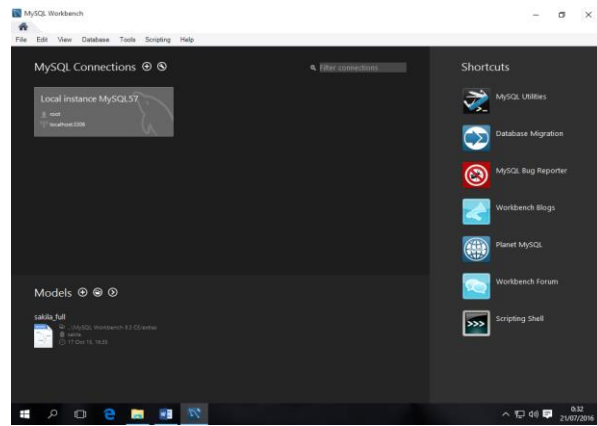 MySQL Workbench
File Edit View Database Tools Scripting Help
MySQL Connections
Filter connections
Local instance MySQL57
root
localhost:3306
Shortcuts
MySQL Utilities
Database Migration
MySQL Bug Reporter
Workbench Blogs
Planet MySQL
Workbench Forum
Scripting Shell
Models
sakila_full
sakila
0:32
21/07/2016